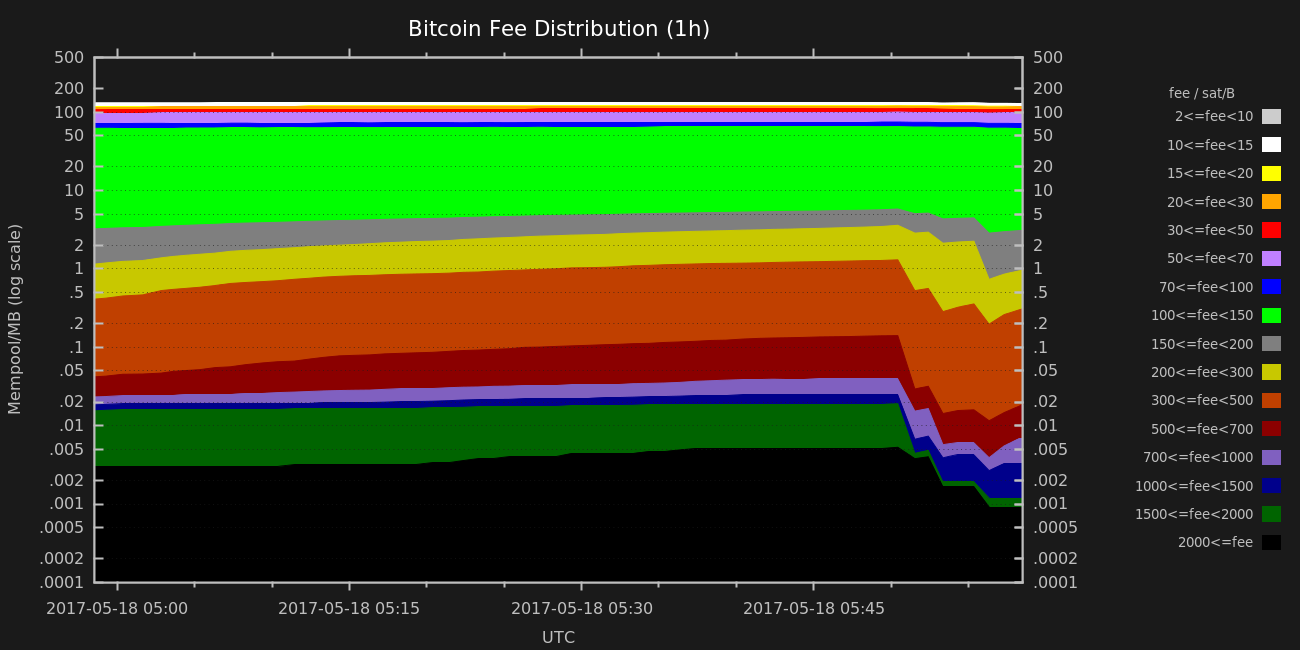 Bitcoin Fee Distribution (1h)
500
200
100
50
20
10
5
2
1
.5
.2
.1
.05
.02
.01
.005
.002
.001
.0005
.0002
.0001
Mempool/MB (log scale)
500
200
100
50
20
10
5
2
1
.5
.2
.1
.05
.02
.01
.005
.002
.001
.0005
.0002
.0001
2017-05-18 05:00
2017-05-18 05:15
2017-05-18 05:30
2017-05-18 05:45
UTC
fee / sat/B
2<=fee<10
10<=fee<15
15<=fee<20
20<=fee<30
30<=fee<50
50<=fee<70
70<=fee<100
100<=fee<150
150<=fee<200
200<=fee<300
300<=fee<500
500<=fee<700
700<=fee<1000
1000<=fee<1500
1500<=fee<2000
2000<=fee